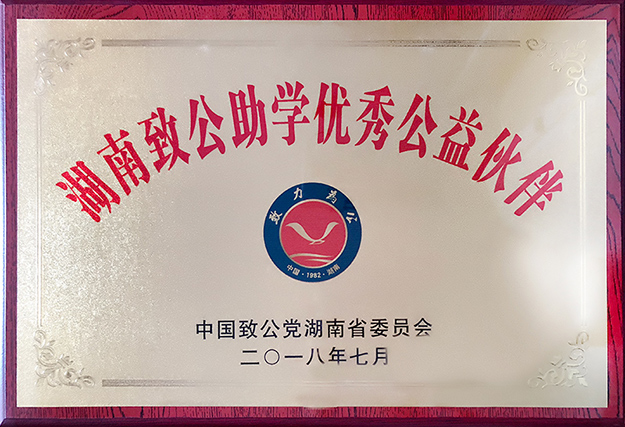 湖南致公助学优秀公益伙伴
致力为公
中国·1982·湖南
中国致公党湖南省委员会
二〇一八年七月